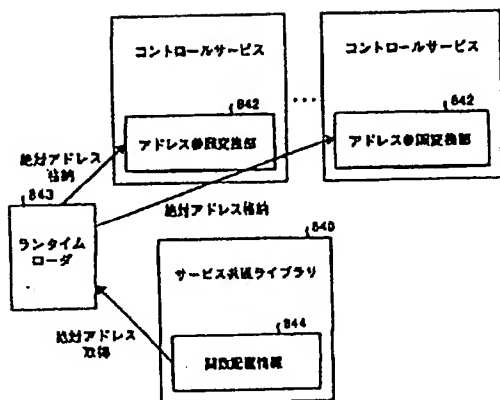 コントロールサービス
842
アドレス参照変換部
...
コントロールサービス
842
アドレス参照変換部
絶対アドレス
格納
843
絶対アドレス格納
ランタイム
ローダ
840
サービス共通ライブラリ
絶対アドレス
取得
844
関数配置情報